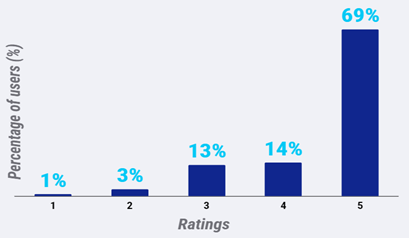 Percentage of users (%)
69%
14%
13%
3%
1%
1 2 3 4 5
Ratings